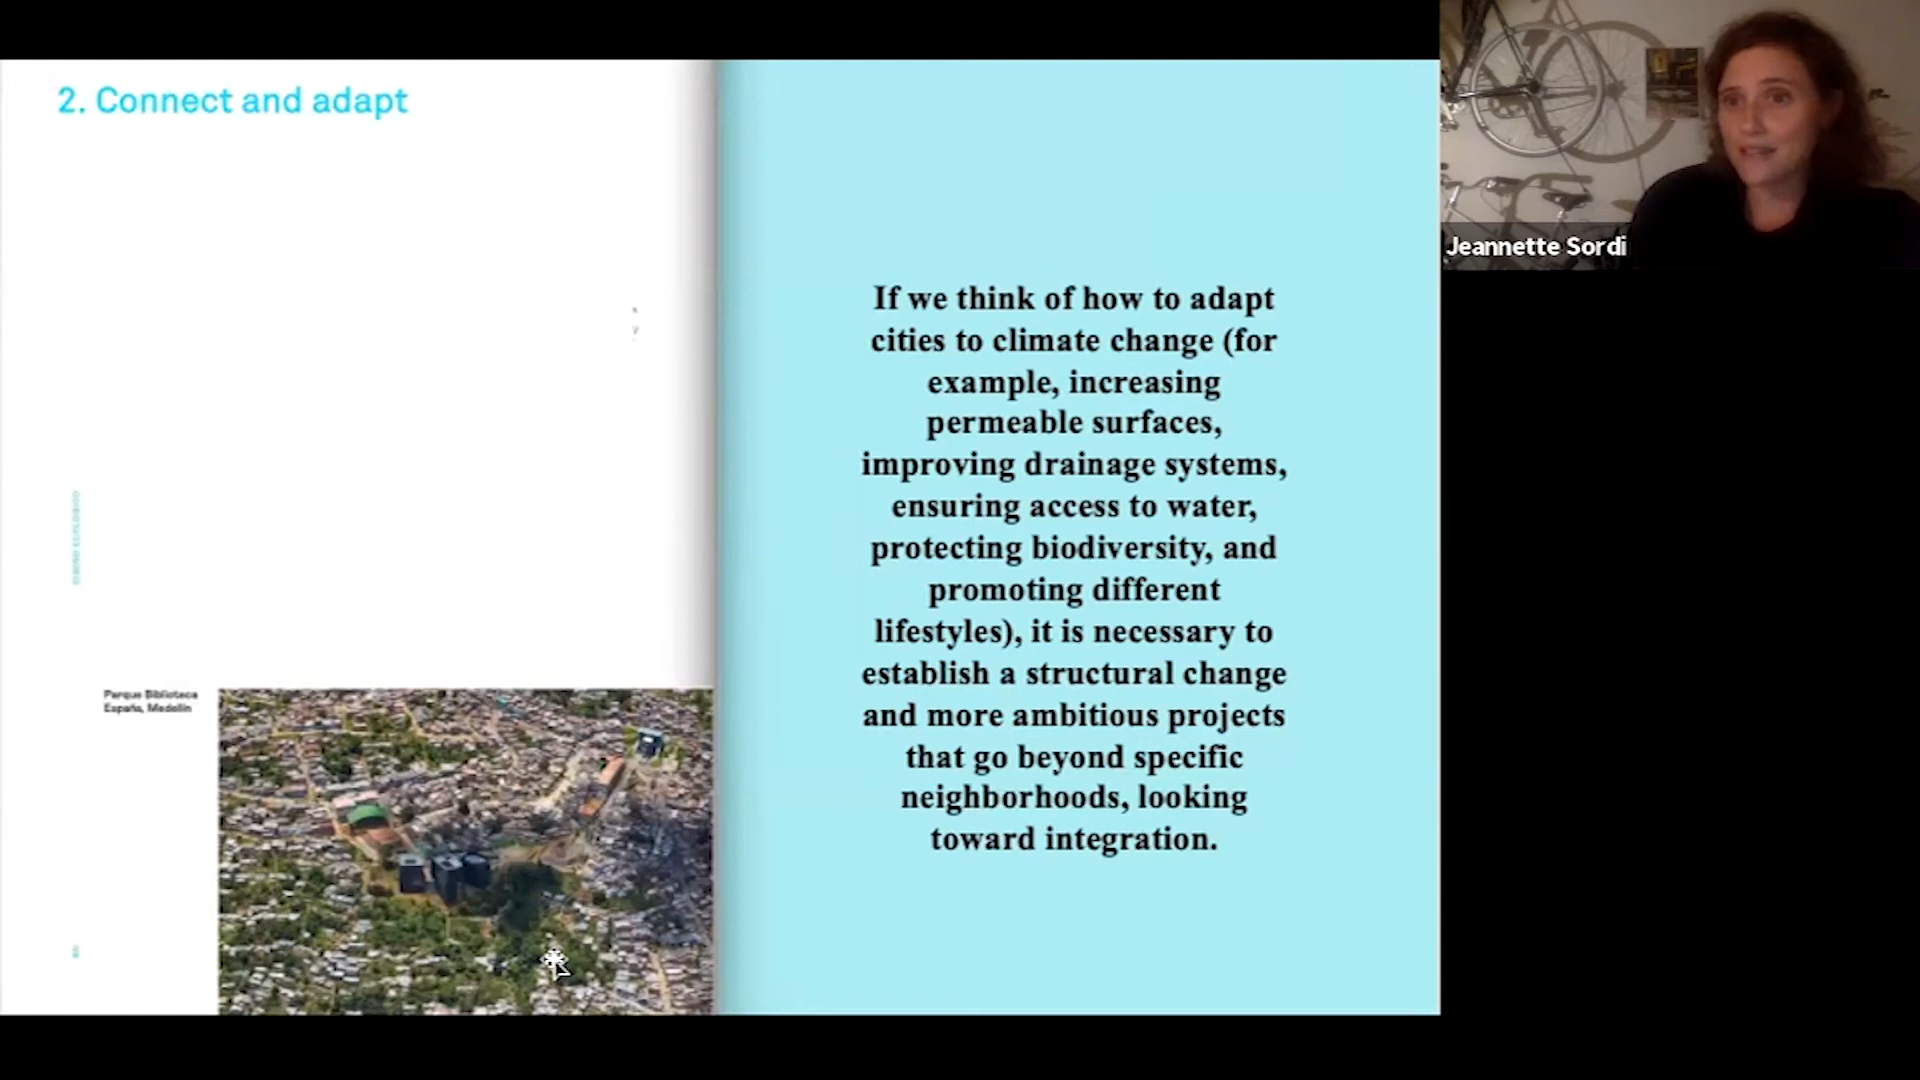 2. Connect and adapt
Parque Biblioteca
España, Medellín
If we think of how to adapt
cities to climate change (for
example, increasing
permeable surfaces,
improving drainage systems,
ensuring access to water,
protecting biodiversity, and
promoting different
lifestyles), it is necessary to
establish a structural change
and more ambitious projects
that go beyond specific
neighborhoods, looking
toward integration.
Jeannette Sordi